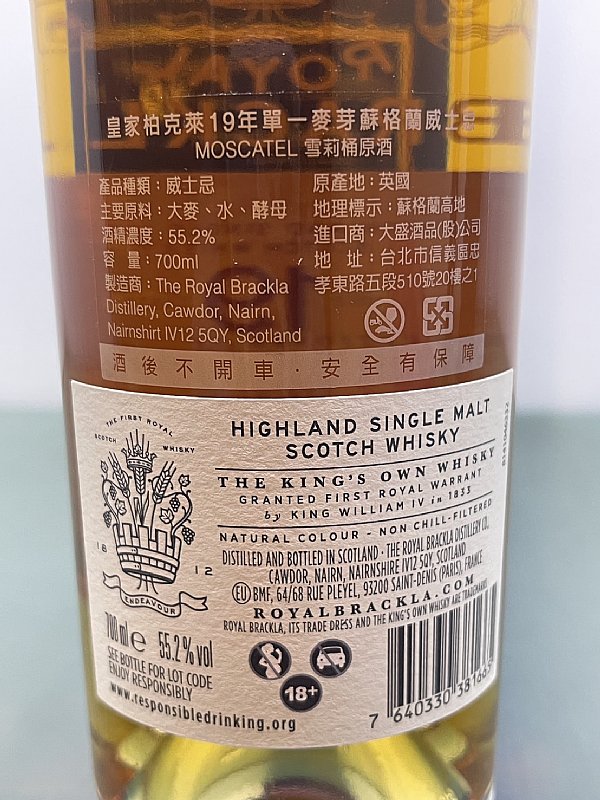 皇家柏克萊19年單一麥芽蘇格蘭威士忌
MOSCATEL 雪莉桶原酒
產品種類：威士忌
主要原料：大麥、水、酵母
酒精濃度：55.2%
容 量：700ml
製造商：The Royal Brackla
Distillery, Cawdor, Nairn,
Nairnshirt IV12 5QY, Scotland
原產地：英國
地理標示：蘇格蘭高地
進口商：大盛酒品(股)公司
地 址：台北市信義區忠
孝東路五段510號20樓之1
酒後不開車．安全有保障
THE FIRST ROYAL
SCOTCH WHISKY
18 12
ENDEAVOUR
HIGHLAND SINGLE MALT
SCOTCH WHISKY
THE KING'S OWN WHISKY
GRANTED FIRST ROYAL WARRANT
by KING WILLIAM IV in 1833
NATURAL COLOUR - NON CHILL-FILTERED
DISTILLED AND BOTTLED IN SCOTLAND · THE ROYAL BRACKLA DISTILLERY CO.
CAWDOR, NAIRN, NAIRNSHIRE IV12 5QY, SCOTLAND
EU BMF, 64/68 RUE PLEYEL, 93200 SAINT-DENIS (PARIS), FRANCE
ROYALBRACKLA.COM
ROYAL BRACKLA, ITS TRADE DRESS AND THE KING'S OWN WHISKY ARE TRADEMARKS
700 ml e 55.2% vol
SEE BOTTLE FOR LOT CODE
ENJOY RESPONSIBLY
www.responsibledrinking.org
18+
7 640330 38166